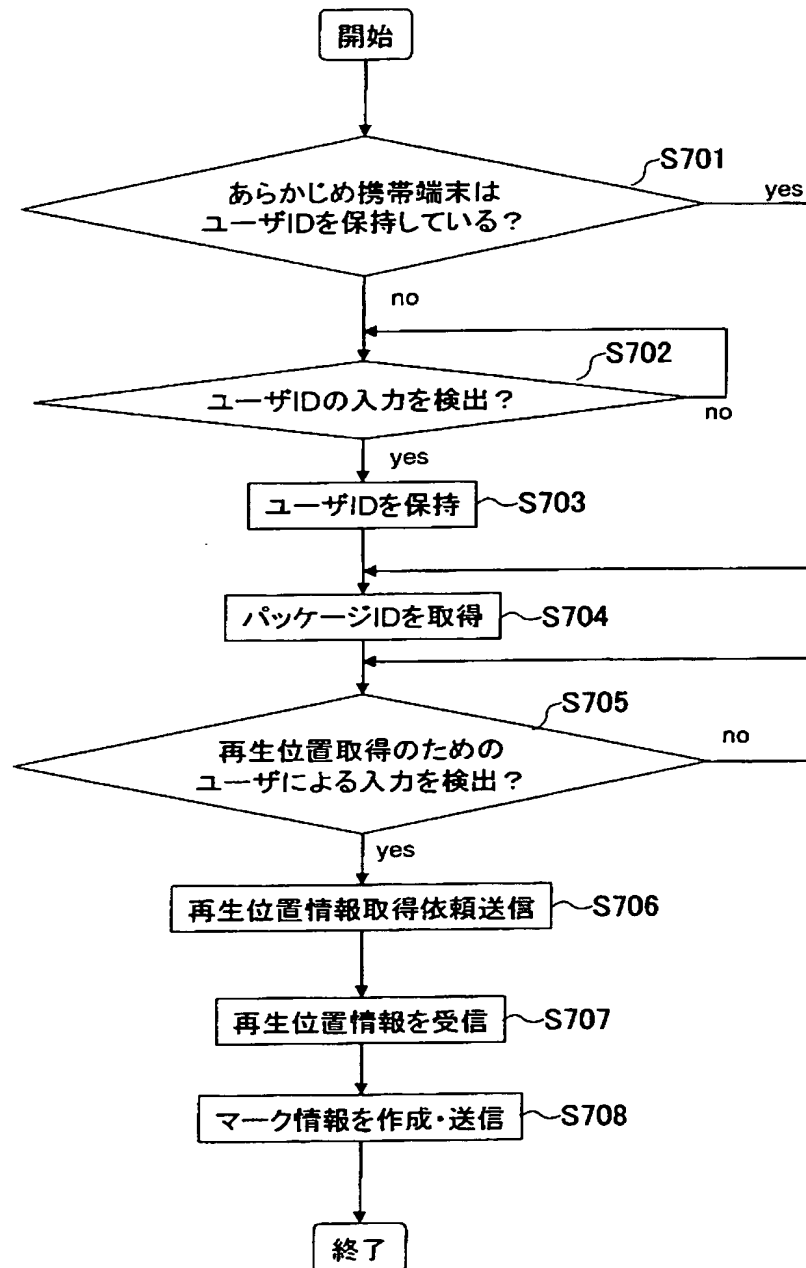 開始
S701
あらかじめ携帯端末は
ユーザIDを保持している?
yes
no
S702
ユーザIDの入力を検出?
no
yes
ユーザIDを保持
S703
パッケージIDを取得
S704
S705
再生位置取得のための
ユーザによる入力を検出?
no
yes
再生位置情報取得依頼送信
S706
再生位置情報を受信
S707
マーク情報を作成・送信
S708
終了